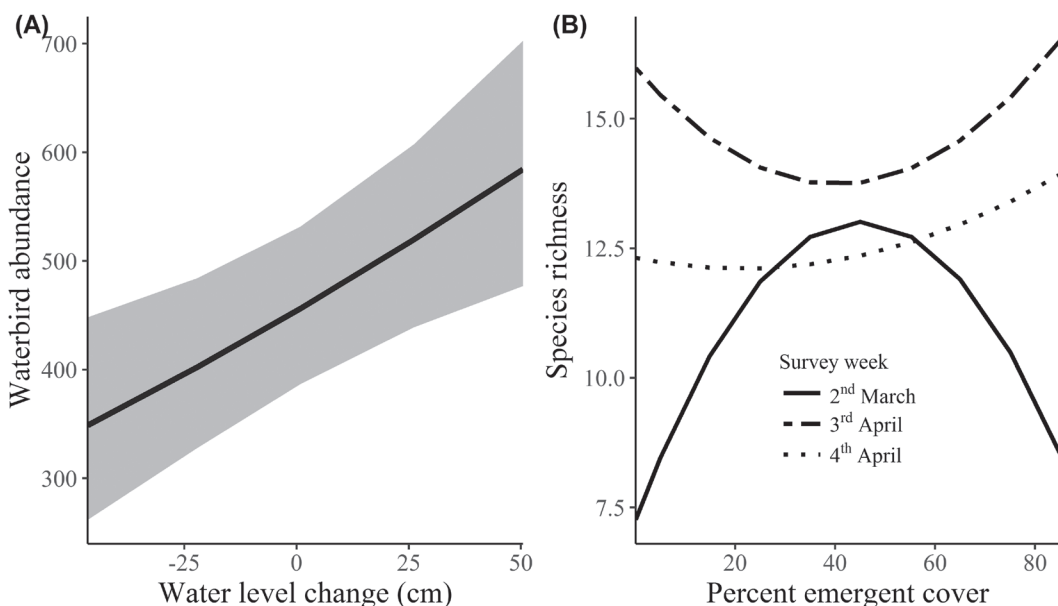 (A)
700
600
500
400
300
Waterbird abundance
-25
0
25
50
Water level change (cm)
(B)
15.0
12.5
10.0
7.5
Species richness
Survey week
2nd March
3rd April
4th April
20
40
60
80
Percent emergent cover